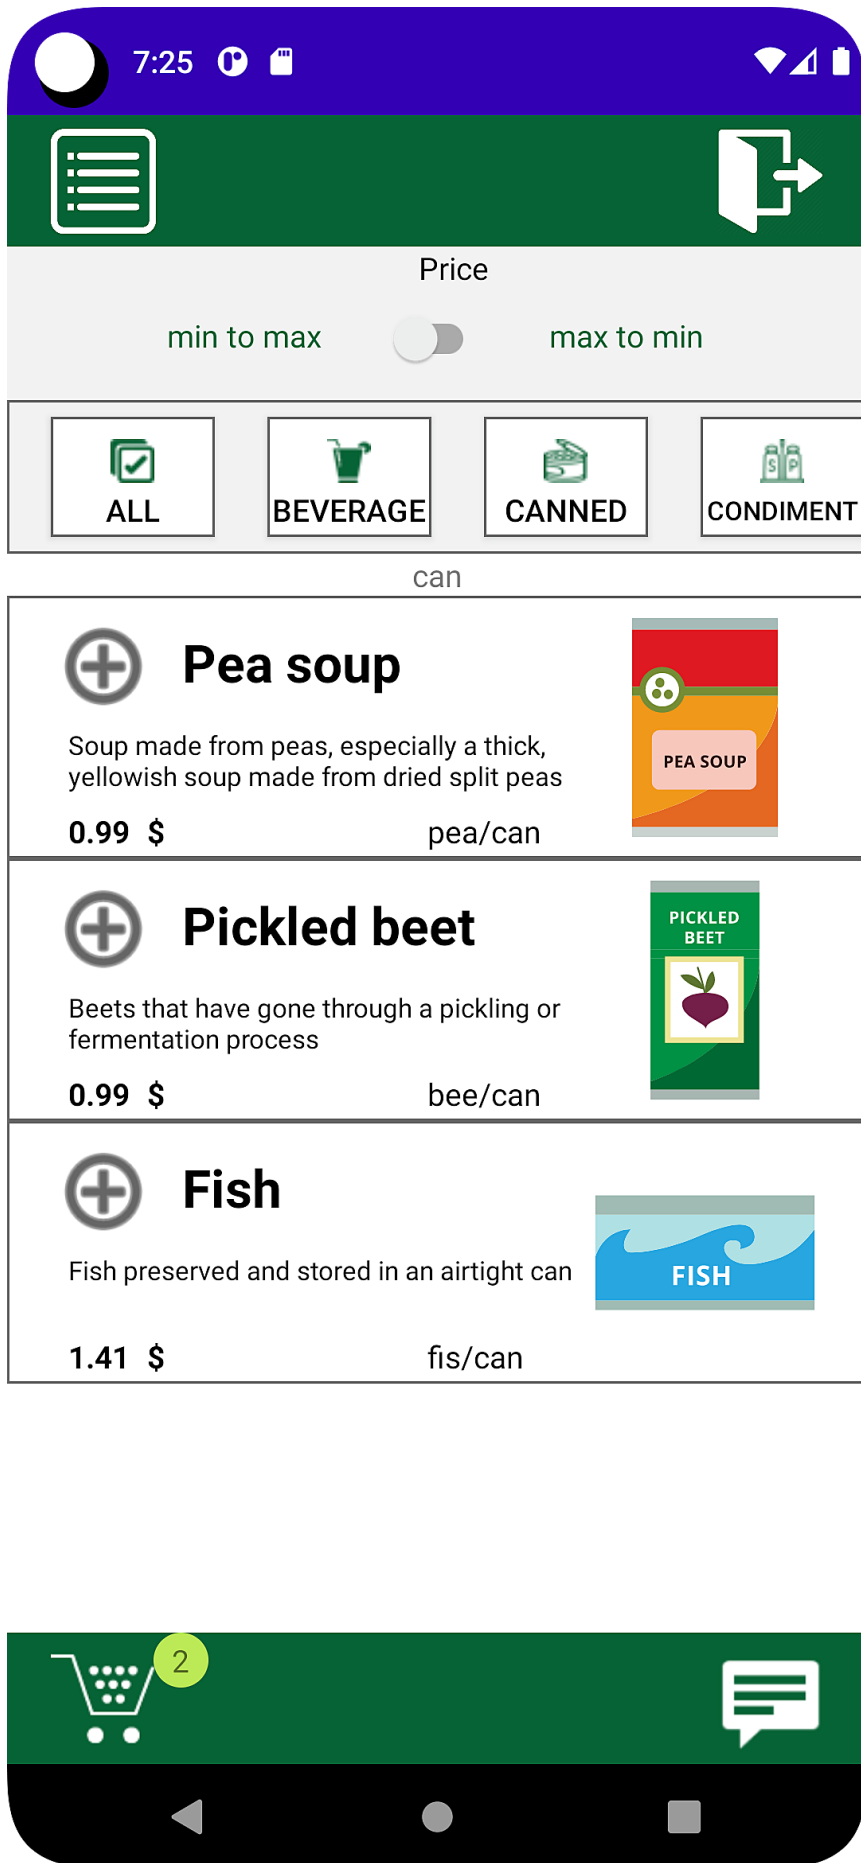 7:25
Price
min to max
max to min
ALL
BEVERAGE
CANNED
CONDIMENT
can
Pea soup
Soup made from peas, especially a thick,
yellowish soup made from dried split peas
0.99 $
pea/can
PEA SOUP
Pickled beet
Beets that have gone through a pickling or
fermentation process
0.99 $
bee/can
PICKLED
BEET
Fish
Fish preserved and stored in an airtight can
1.41 $
fis/can
FISH
2